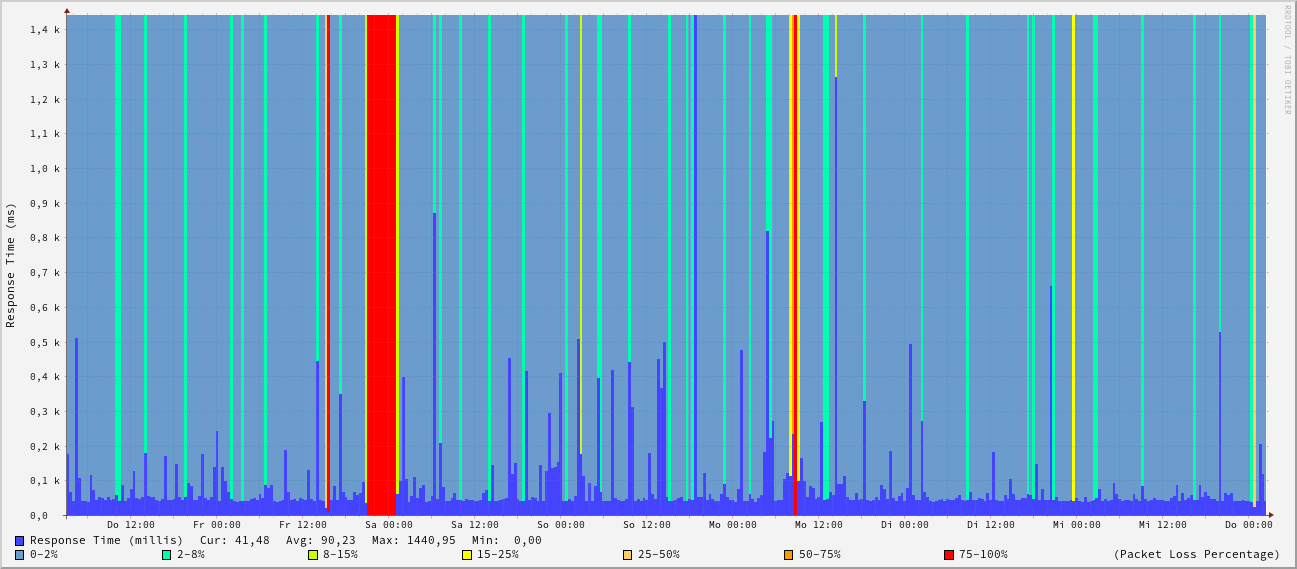 RRDTOOL / TOBI OETIKER
Response Time (ms)
1,4 k
1,3 k
1,2 k
1,1 k
1,0 k
0,9 k
0,8 k
0,7 k
0,6 k
0,5 k
0,4 k
0,3 k
0,2 k
0,1 k
0,0
Do 12:00 Fr 00:00 Fr 12:00 Sa 00:00 Sa 12:00 So 00:00 So 12:00 Mo 00:00 Mo 12:00 Di 00:00 Di 12:00 Mi 00:00 Mi 12:00 Do 00:00
Response Time (millis) Cur: 41,48 Avg: 90,23 Max: 1440,95 Min: 0,00
0-2% 2-8% 8-15% 15-25% 25-50% 50-75% 75-100% (Packet Loss Percentage)